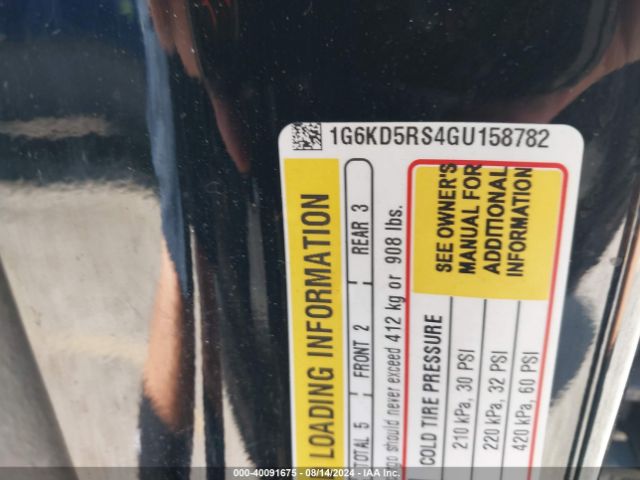 1G6KD5RS4GU158782
LOADING INFORMATION
TOTAL 5 FRONT 2 REAR 3
should never exceed 412 kg or 908 lbs.
COLD TIRE PRESSURE
210 kPa, 30 PSI
220 kPa, 32 PSI
420 kPa, 60 PSI
SEE OWNER'S
MANUAL FOR
ADDITIONAL
INFORMATION
000-40091675 - 08/14/2024 - IAA Inc.